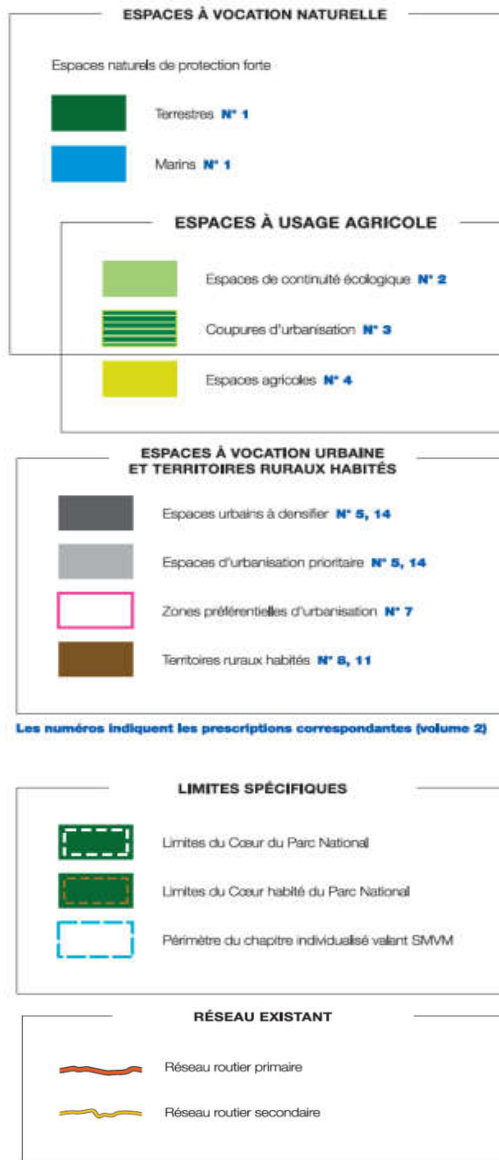 ESPACES À VOCATION NATURELLE
Espaces naturels de protection forte
Terrestres N° 1
Marins N° 1
ESPACES À USAGE AGRICOLE
Espaces de continuité écologique N° 2
Coupures d'urbanisation N° 3
Espaces agricoles N° 4
ESPACES À VOCATION URBAINE
ET TERRITOIRES RURAUX HABITÉS
Espaces urbains à densifier N° 5, 14
Espaces d'urbanisation prioritaire N° 5, 14
Zones préférentielles d'urbanisation N° 7
Territoires ruraux habités N° 8, 11
Les numéros indiquent les prescriptions correspondantes (volume 2)
LIMITES SPÉCIFIQUES
Limites du Cœur du Parc National
Limites du Cœur habité du Parc National
Périmètre du chapitre individualisé valant SMVM
RÉSEAU EXISTANT
Réseau routier primaire
Réseau routier secondaire